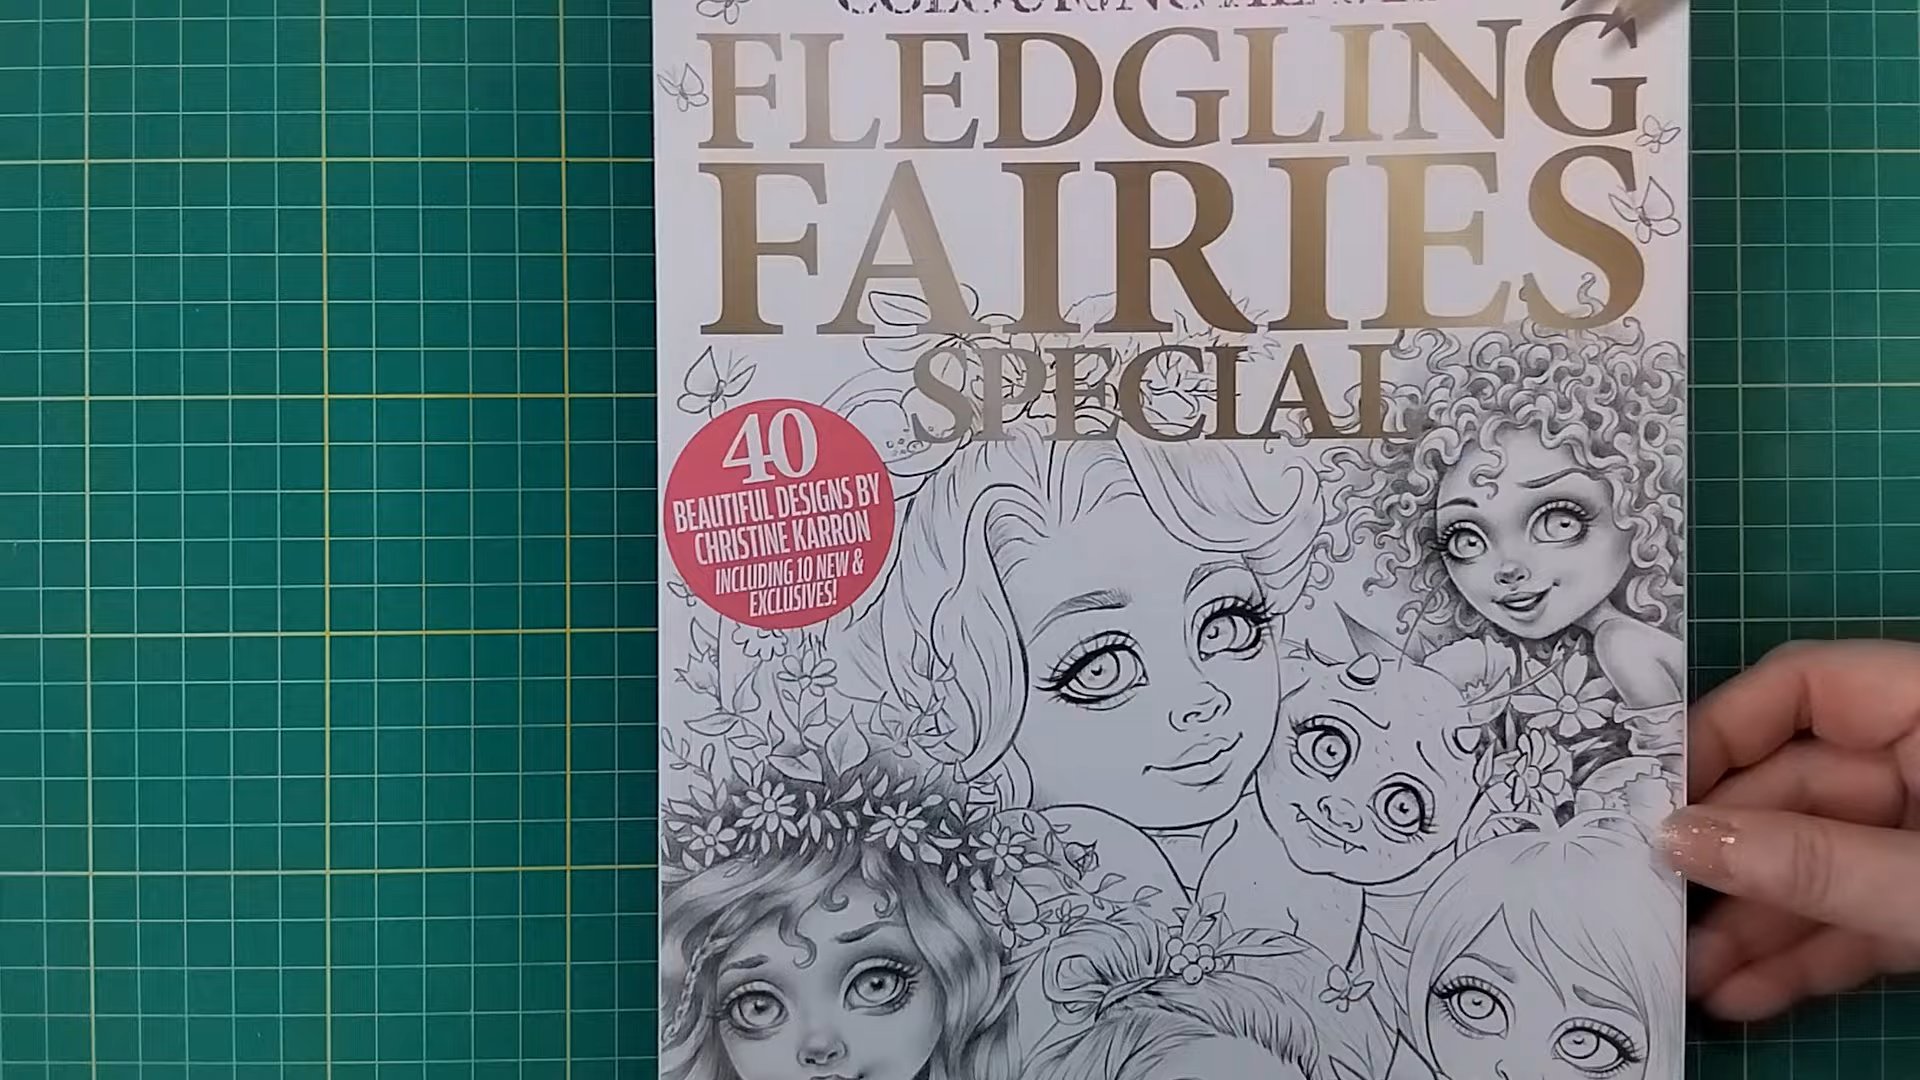 FLEDGLING
FAIRIES
SPECIAL
40
BEAUTIFUL DESIGNS BY
CHRISTINE KARRON
INCLUDING 10 NEW &
EXCLUSIVES!